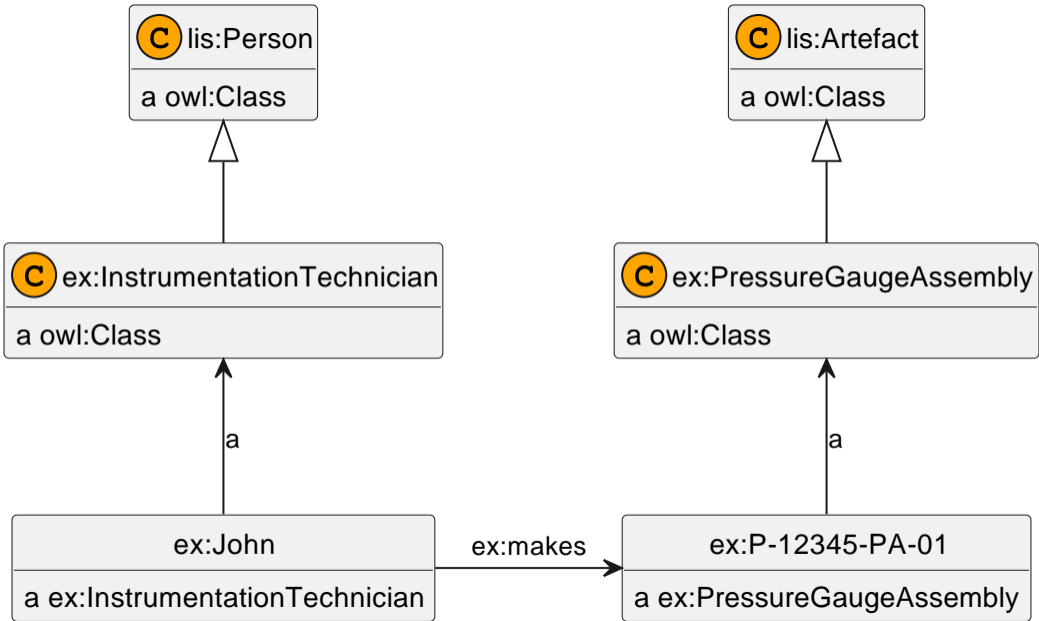 C lis:Person
a owl:Class
C lis:Artefact
a owl:Class
C ex:InstrumentationTechnician
a owl:Class
C ex:PressureGaugeAssembly
a owl:Class
a
a
ex:John
a ex:InstrumentationTechnician
ex:makes
ex:P-12345-PA-01
a ex:PressureGaugeAssembly